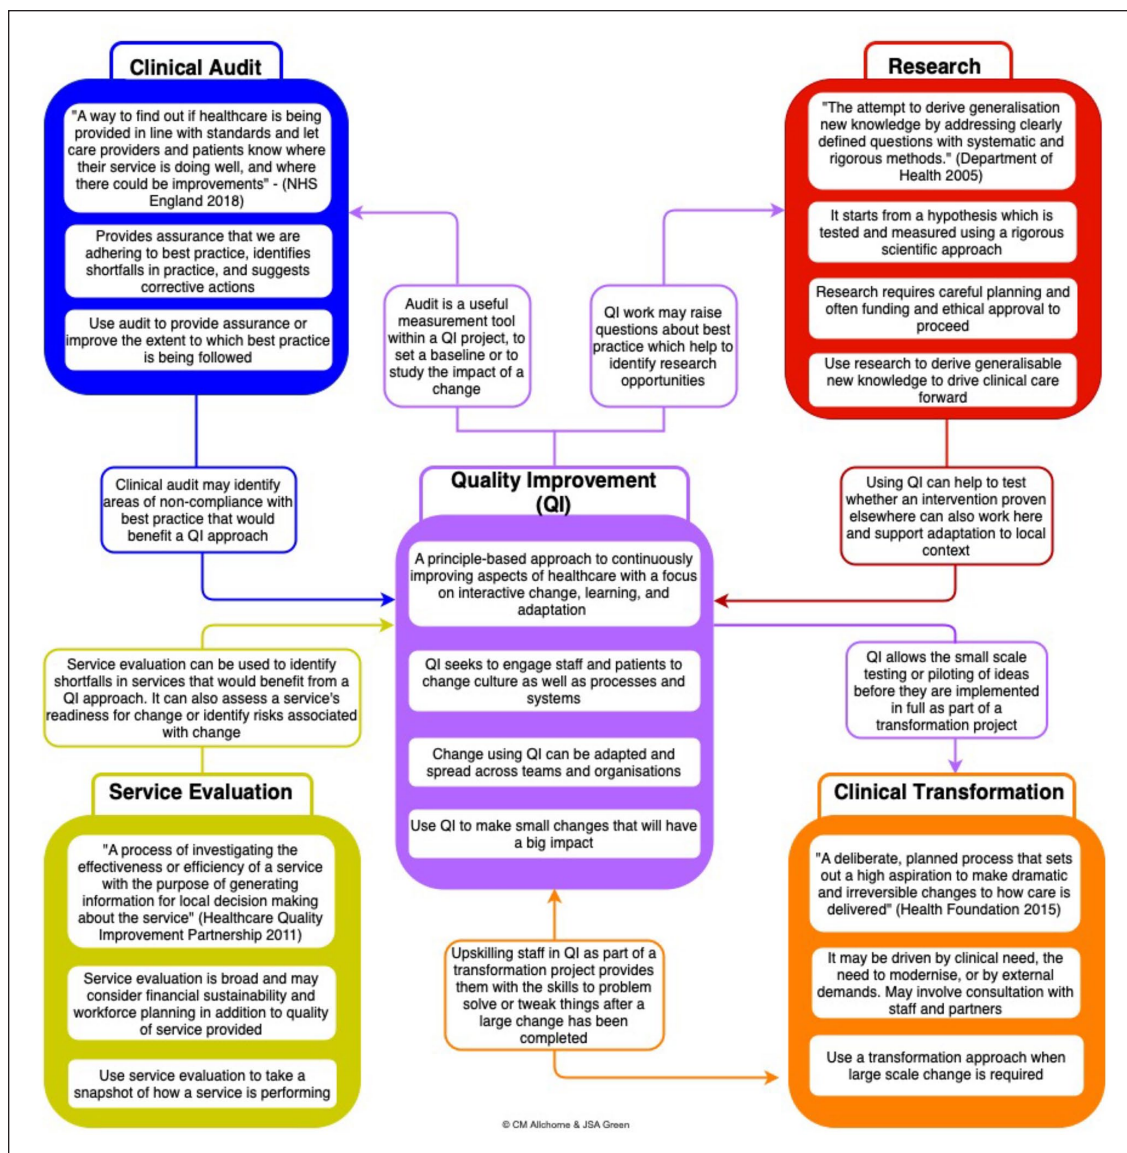 Clinical Audit
"A way to find out if healthcare is being
provided in line with standards and let
care providers and patients know where
their service is doing well, and where
there could be improvements" - (NHS
England 2018)
Provides assurance that we are
adhering to best practice, identifies
shortfalls in practice, and suggests
corrective actions
Use audit to provide assurance or
improve the extent to which best practice
is being followed
Research
"The attempt to derive generalisation
new knowledge by addressing clearly
defined questions with systematic and
rigorous methods." (Department of
Health 2005)
It starts from a hypothesis which is
tested and measured using a rigorous
scientific approach
Research requires careful planning and
often funding and ethical approval to
proceed
Use research to derive generalisable
new knowledge to drive clinical care
forward
Audit is a useful
measurement tool
within a QI project, to
set a baseline or to
study the impact of a
change
QI work may raise
questions about best
practice which help to
identify research
opportunities
Clinical audit may identify
areas of non-compliance with
best practice that would
benefit a QI approach
Quality Improvement
(QI)
A principle-based approach to continuously
improving aspects of healthcare with a focus
on interactive change, learning, and
adaptation
QI seeks to engage staff and patients to
change culture as well as processes and
systems
Change using QI can be adapted and
spread across teams and organisations
Use QI to make small changes that will have
a big impact
Using QI can help to test
whether an intervention proven
elsewhere can also work here
and support adaptation to local
context
Service evaluation can be used to identify
shortfalls in services that would benefit from a
QI approach. It can also assess a service's
readiness for change or identify risks associated
with change
QI allows the small scale
testing or piloting of ideas
before they are implemented
in full as part of a
transformation project
Service Evaluation
"A process of investigating the
effectiveness or efficiency of a service
with the purpose of generating
information for local decision making
about the service" (Healthcare Quality
Improvement Partnership 2011)
Service evaluation is broad and may
consider financial sustainability and
workforce planning in addition to quality
of service provided
Use service evaluation to take a
snapshot of how a service is performing
Upskilling staff in QI as part of a
transformation project provides
them with the skills to problem
solve or tweak things after a
large change has been
completed
Clinical Transformation
"A deliberate, planned process that sets
out a high aspiration to make dramatic
and irreversible changes to how care is
delivered" (Health Foundation 2015)
It may be driven by clinical need, the
need to modernise, or by external
demands. May involve consultation with
staff and partners
Use a transformation approach when
large scale change is required
© CM Allchorne & JSA Green